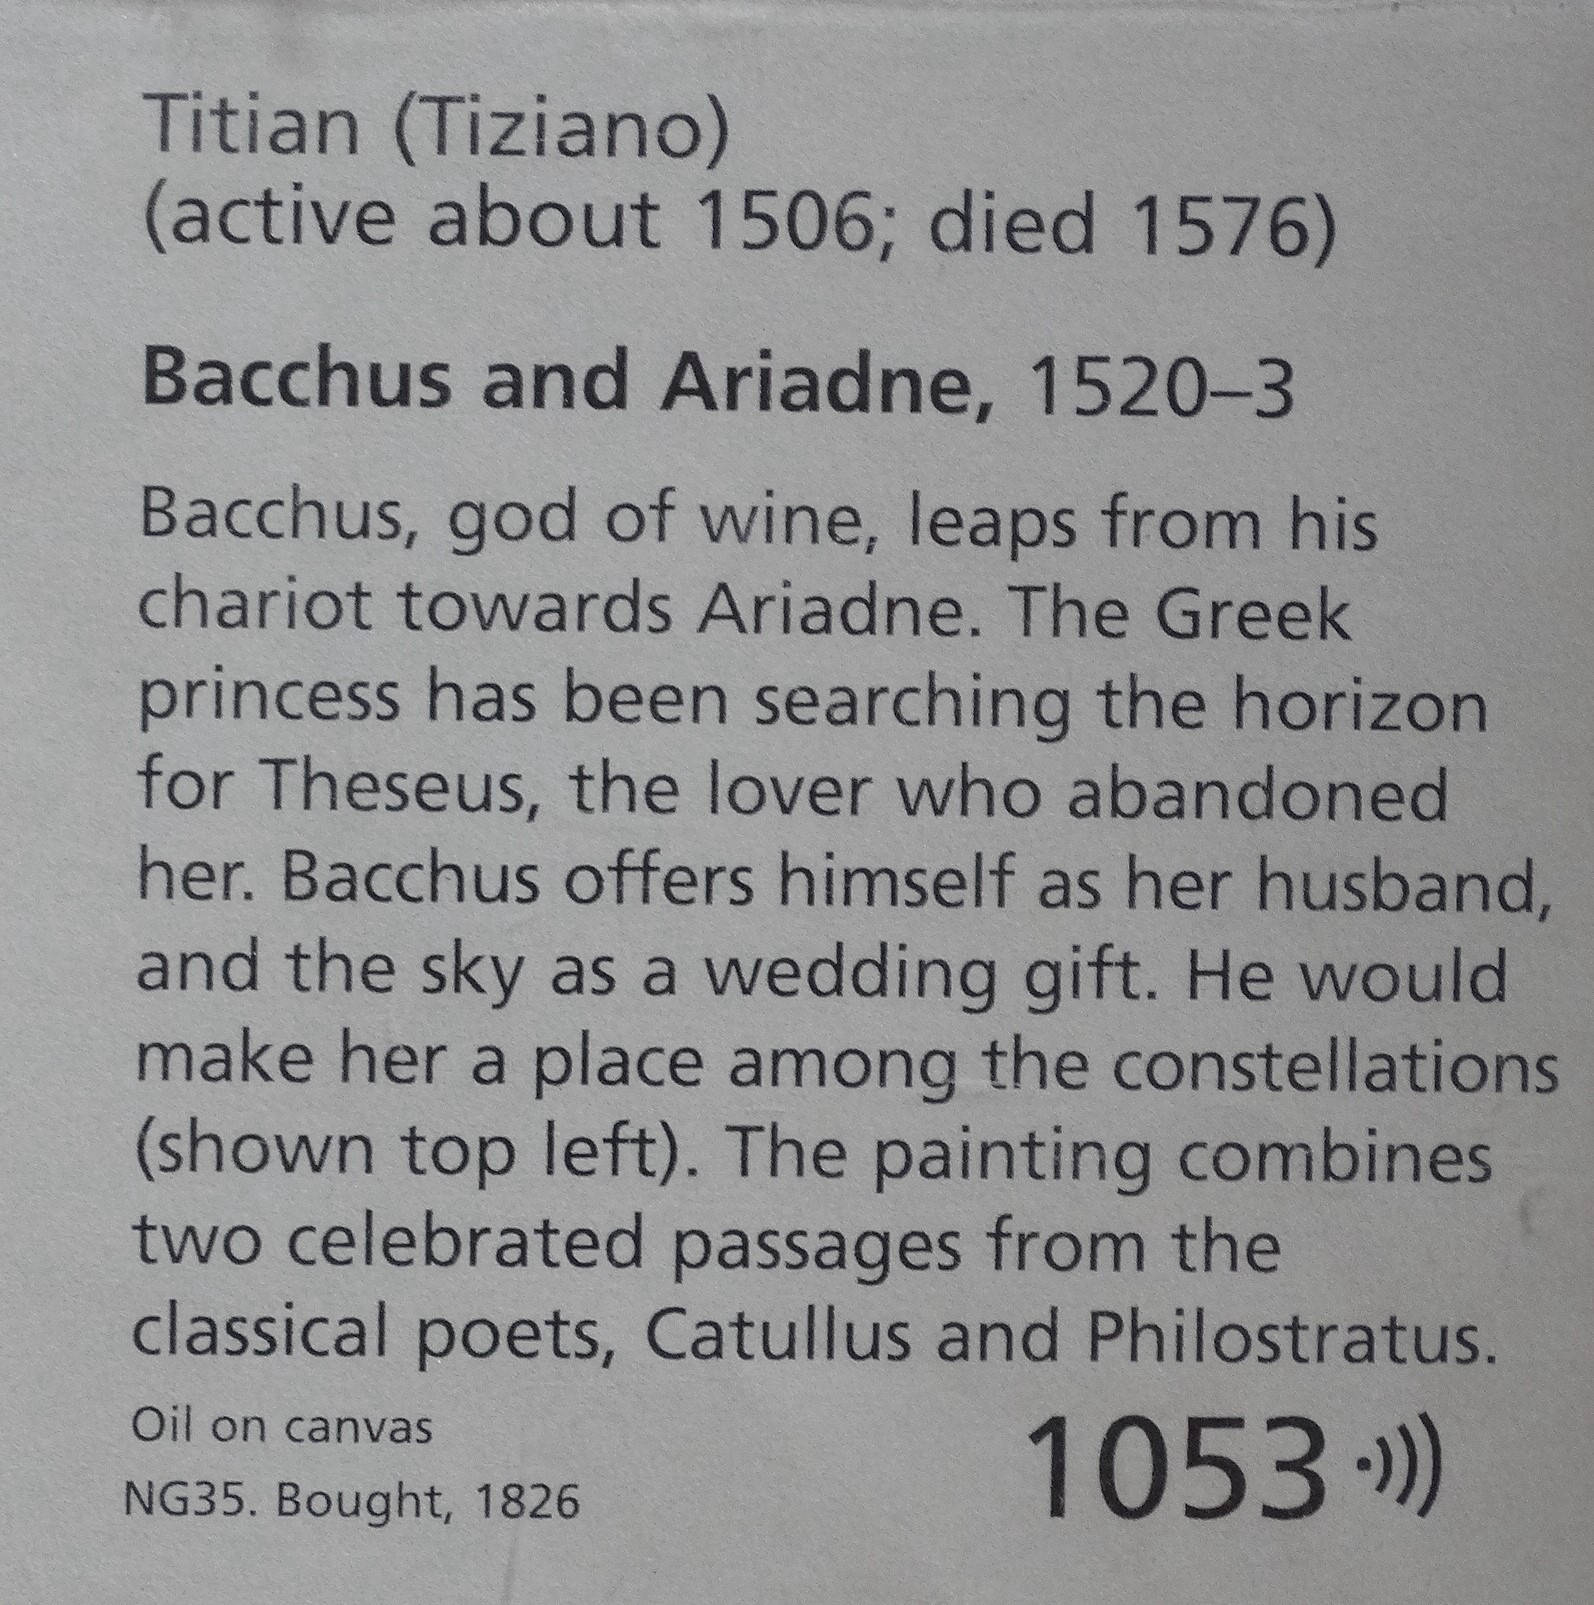 Titian (Tiziano)
(active about 1506; died 1576)
Bacchus and Ariadne, 1520–3
Bacchus, god of wine, leaps from his
chariot towards Ariadne. The Greek
princess has been searching the horizon
for Theseus, the lover who abandoned
her. Bacchus offers himself as her husband,
and the sky as a wedding gift. He would
make her a place among the constellations
(shown top left). The painting combines
two celebrated passages from the
classical poets, Catullus and Philostratus.
Oil on canvas
NG35. Bought, 1826
1053